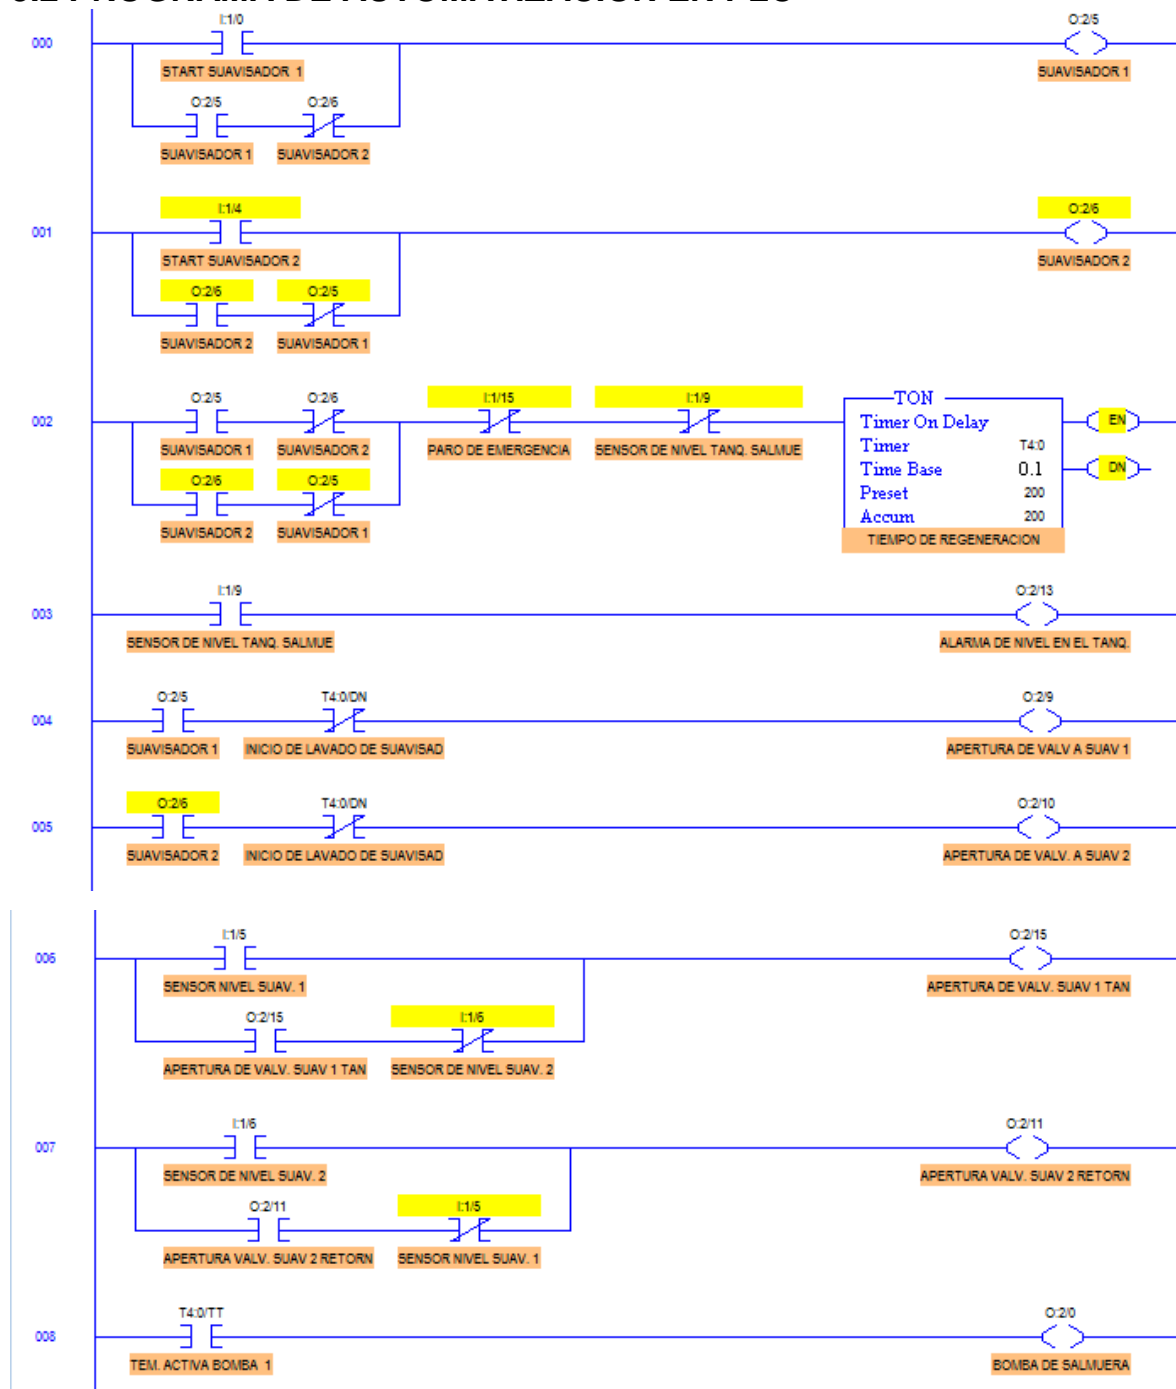 I:1/0 O:2/5
000
START SUAVISADOR 1 SUAVISADOR 1
O:2/5 O:2/6
SUAVISADOR 1 SUAVISADOR 2
I:1/4 O:2/6
001
START SUAVISADOR 2 SUAVISADOR 2
O:2/6 O:2/5
SUAVISADOR 2 SUAVISADOR 1
O:2/5 O:2/6 I:1/15 I:1/9 TON
002 Timer On Delay EN
SUAVISADOR 1 SUAVISADOR 2 PARO DE EMERGENCIA SENSOR DE NIVEL TANQ. SALMUE Timer T4:0
Time Base 0.1 DN
O:2/6 O:2/5 Preset 200
Accum 200
SUAVISADOR 2 SUAVISADOR 1 TIEMPO DE REGENERACION
I:1/9 O:2/13
003
SENSOR DE NIVEL TANQ. SALMUE ALARMA DE NIVEL EN EL TANQ.
O:2/5 T4:0/DN O:2/9
004
SUAVISADOR 1 INICIO DE LAVADO DE SUAVISAD APERTURA DE VALV A SUAV 1
O:2/6 T4:0/DN O:2/10
005
SUAVISADOR 2 INICIO DE LAVADO DE SUAVISAD APERTURA DE VALV. A SUAV 2
I:1/5 O:2/15
006
SENSOR NIVEL SUAV. 1 APERTURA DE VALV. SUAV 1 TAN
O:2/15 I:1/6
APERTURA DE VALV. SUAV 1 TAN SENSOR DE NIVEL SUAV. 2
I:1/6 O:2/11
007
SENSOR DE NIVEL SUAV. 2 APERTURA VALV. SUAV 2 RETORN
O:2/11 I:1/5
APERTURA VALV. SUAV 2 RETORN SENSOR NIVEL SUAV. 1
T4:0/TT O:2/0
008
TEM. ACTIVA BOMBA 1 BOMBA DE SALMUERA